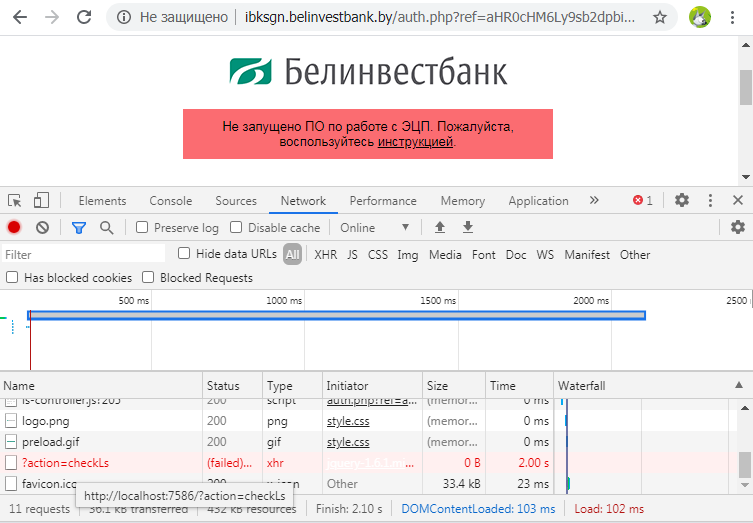 Не защищено ibksgn.belinvestbank.by/auth.php?ref=aHR0cHM6Ly9sb2dpbi...
Белинвестбанк
Не запущено ПО по работе с ЭЦП. Пожалуйста,
воспользуйтесь инструкцией.
Elements Console Sources Network Performance Memory Application » 1
Preserve log Disable cache Online
Filter Hide data URLs All XHR JS CSS Img Media Font Doc WS Manifest Other
Has blocked cookies Blocked Requests
500 ms 1000 ms 1500 ms 2000 ms 2500
Name Status Type Initiator Size Time Waterfall
ls-controller.js?205 200 script auth.php?ref=a... (memor... 0 ms
logo.png 200 png style.css (memor... 0 ms
preload.gif 200 gif style.css (memor... 0 ms
?action=checkLs (failed)... xhr jquery-1.6.1.m... 0 B 2.00 s
favicon.ico 200 Other 33.4 kB 23 ms
http://localhost:7586/?action=checkLs
11 requests 36.1 kB transferred 432 kB resources Finish: 2.10 s DOMContentLoaded: 103 ms Load: 102 ms